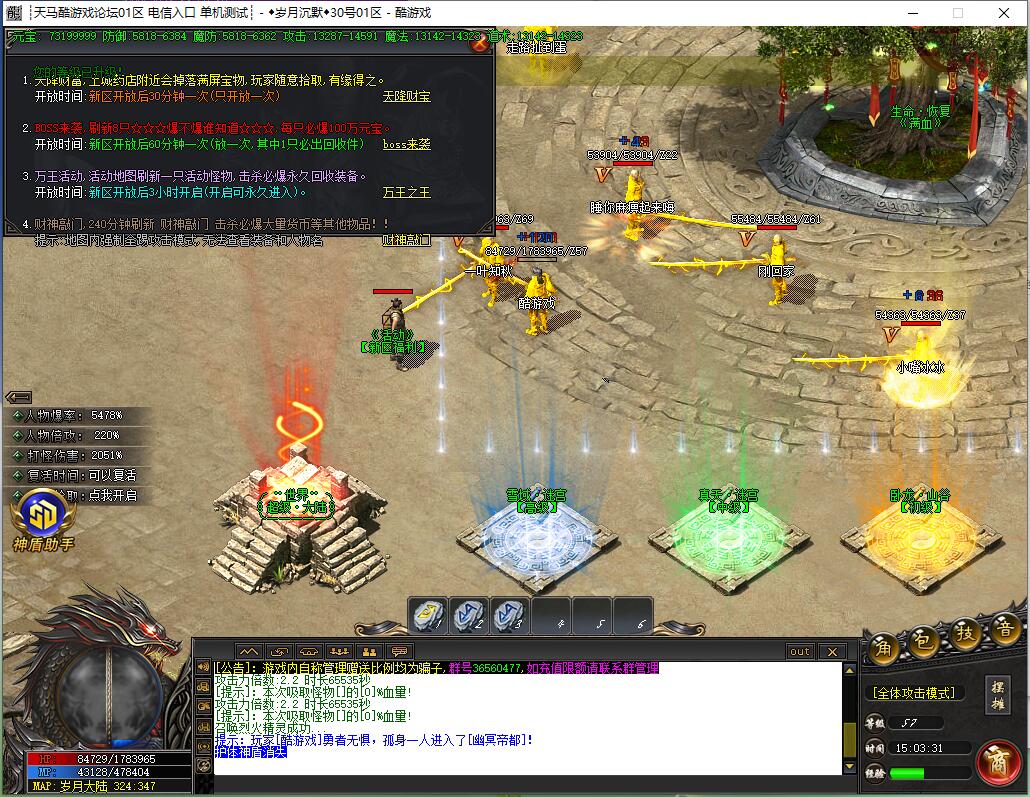 天马酷游戏论坛01区 电信入口 单机测试┊ - ♦岁月沉默♦30号01区 - 酷游戏
元宝: 73199999 防御:5818-6384 魔防:5818-6362 攻击:13287-14591 魔法:13142-14323 道术:13142-14323
走路扯到蛋
你的等级已升级!
1. 天降财富,土城药店附近会掉落满屏宝物,玩家随意拾取,有缘得之。
开放时间:新区开放后30分钟一次(只开放一次)
天降财宝
2. BOSS来袭,刷新8只☆☆☆爆不爆谁知道☆☆☆,每只必爆100万元宝。
开放时间:新区开放后60分钟一次(放一次,其中1只必出回收件)
boss来袭
3. 万王活动,活动地图刷新一只活动怪物,击杀必爆永久回收装备。
开放时间:新区开放后3小时开启(开启可永久进入)。
万王之王
4. 财神敲门,240分钟刷新 财神敲门 击杀必爆大量货币等其他物品!!
提示:地图内强制全踢攻击模式,无法查看装备和人物名
财神敲门
生命·恢复
《满血》
53904/53904/Z22
睡你麻痹起来嗨
55484/55484/Z61
刚回家
84729/1783965/Z57
一叶知秋
酷游戏
54363/54363/Z37
小嘴冰冰
《活动》
【新区福利】
人物爆率: 5478%
人物倍攻: 220%
打怪伤害: 2051%
复活时间:可以复活
取:点我开启
神盾助手
世界
超级·大陆
雪域／迷宫
【高级】
真天／迷宫
【中级】
卧龙／山谷
【初级】
1 2 3 4 5 6
out X
角 包 技 音
[公告]: 游戏内自称管理赠送比例均为骗子,群号36560477,如充值限额请联系群管理
攻击力倍数:2.2 时长65535秒
[提示]: 本次吸取怪物[]的[0]%血量!
攻击力倍数:2.2 时长65535秒
[提示]: 本次吸取怪物[]的[0]%血量!
召唤烈火精灵成功...
提示: 玩家[酷游戏]勇者无惧, 孤身一人进入了[幽冥帝都]!
护体神盾消失
[全体攻击模式]
摆摊
等级 57
时间 15:03:31
经验
商
HP: 84729/1783965
MP: 43128/478404
MAP: 岁月大陆 324:347